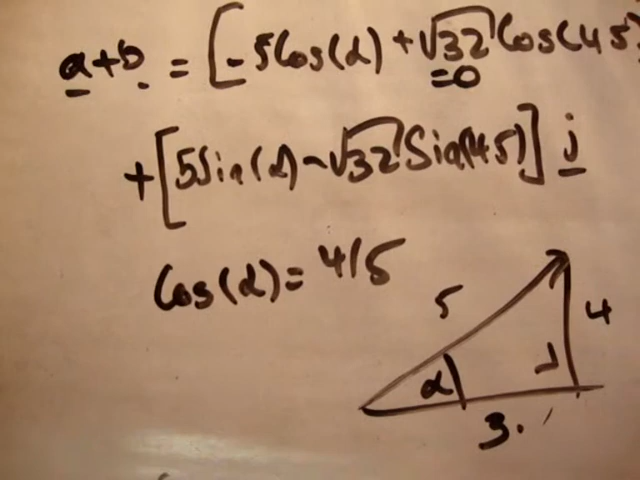 a+b = [-5Cos(α) + √32 Cos(45)
=0
+[5Sin(α) - √32 Sin(45)] j
Cos(α) = 4/5
5
4
α
3.